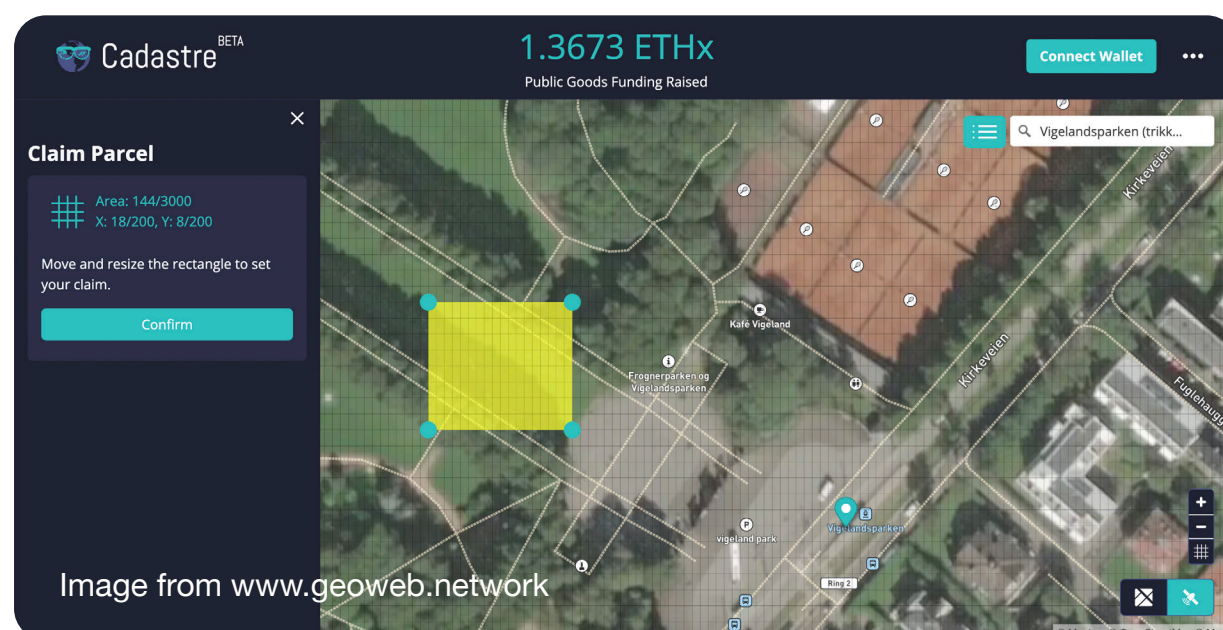 Cadastre BETA
1.3673 ETHx
Public Goods Funding Raised
Connect Wallet
Claim Parcel
Area: 144/3000
X: 18/200, Y: 8/200
Move and resize the rectangle to set
your claim.
Confirm
Vigelandsparken (trikk...
Kirkeveien
Kafé Vigeland
Frognerparken og
Vigelandsparken
Kirkeveien
Fuglehaugg
Vigelandsparken
P
vigeland park
Ring 2
+
−
Image from www.geoweb.network